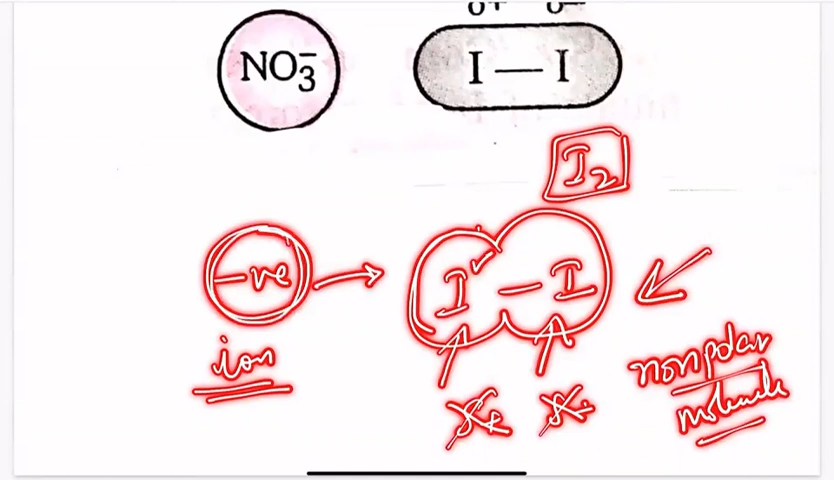 δ+ δ−
NO₃⁻ I — I
I₂
-ve → I - I
ion
nonpolar
molecule
δ+ δ-